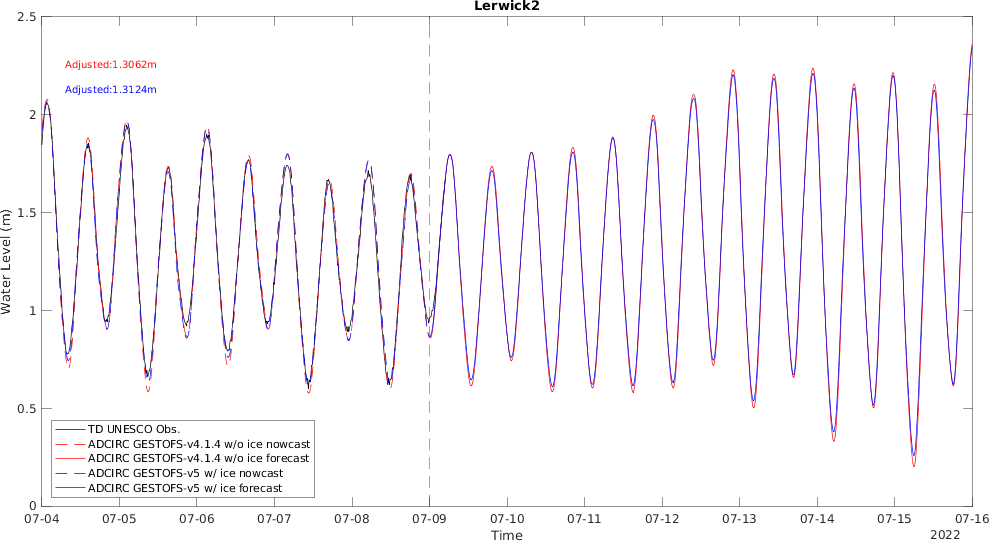 Lerwick2
2.5
2
1.5
1
0.5
0
Water Level (m)
Adjusted:1.3062m
Adjusted:1.3124m
TD UNESCO Obs.
ADCIRC GESTOFS-v4.1.4 w/o ice nowcast
ADCIRC GESTOFS-v4.1.4 w/o ice forecast
ADCIRC GESTOFS-v5 w/ ice nowcast
ADCIRC GESTOFS-v5 w/ ice forecast
07-04 07-05 07-06 07-07 07-08 07-09 07-10 07-11 07-12 07-13 07-14 07-15 07-16
Time
2022